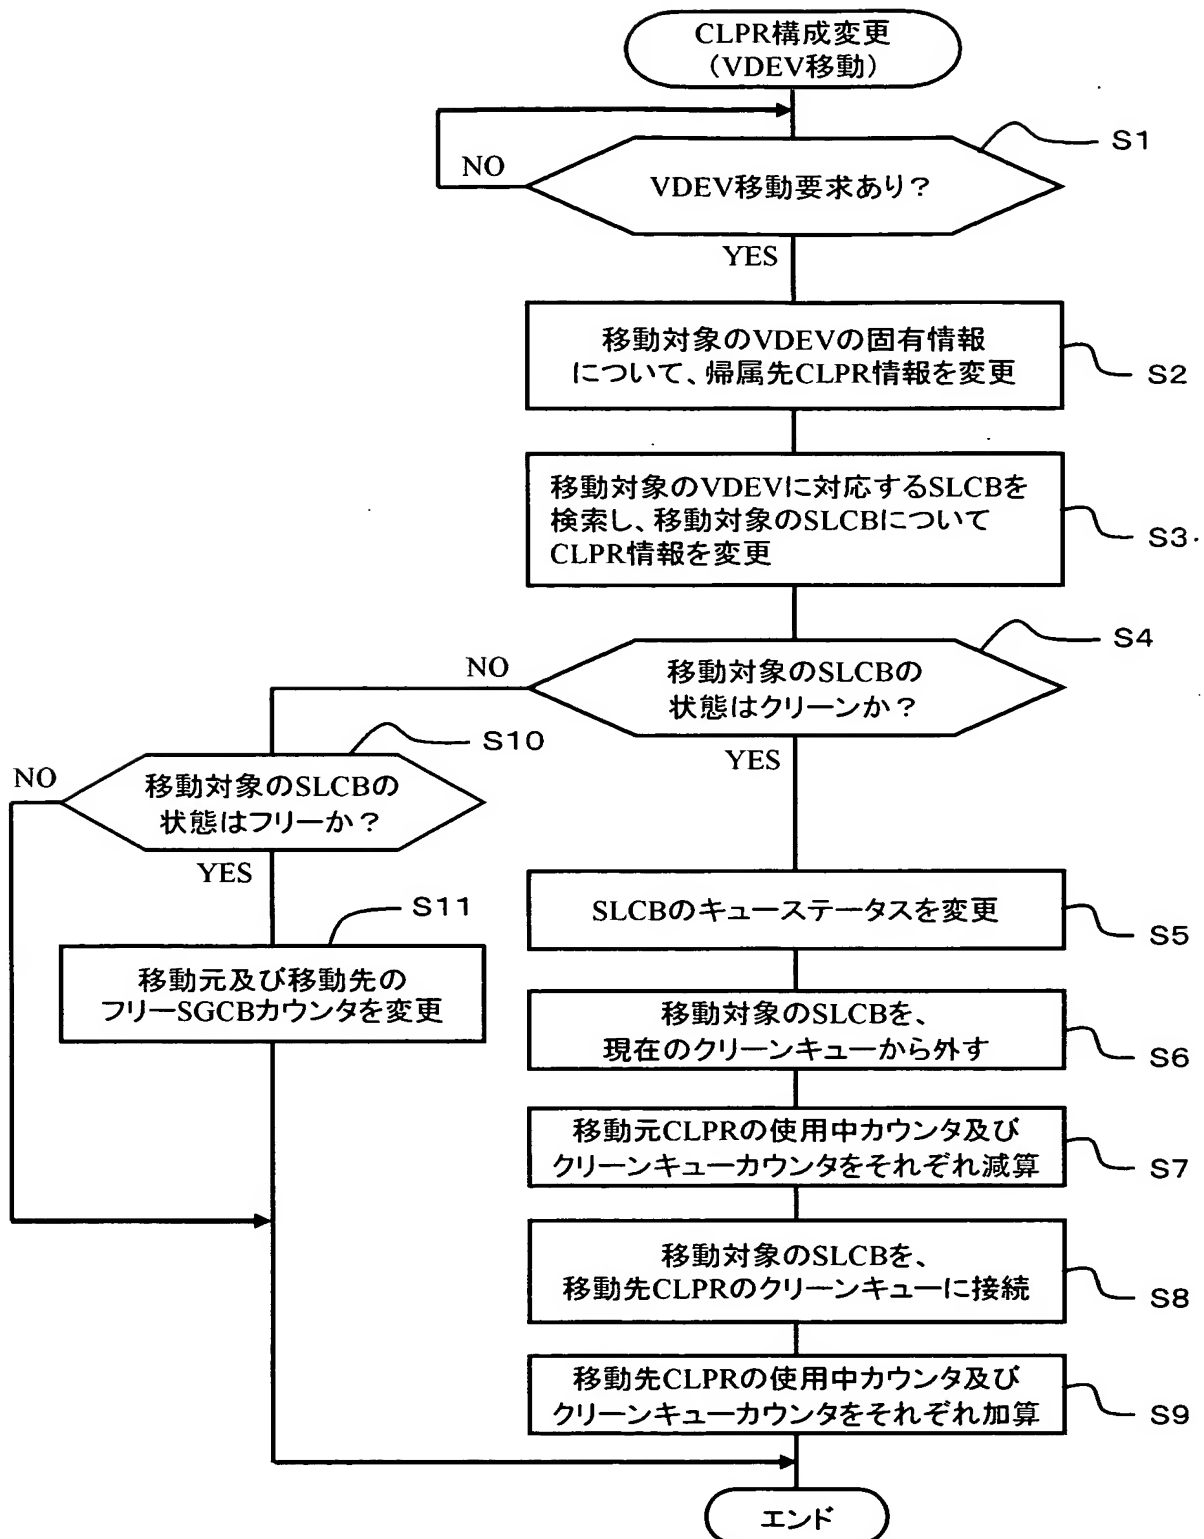 CLPR構成変更
(VDEV移動)
S1
NO
VDEV移動要求あり?
YES
移動対象のVDEVの固有情報
について、帰属先CLPR情報を変更
S2
移動対象のVDEVに対応するSLCBを
検索し、移動対象のSLCBについて
CLPR情報を変更
S3
S4
NO
移動対象のSLCBの
状態はクリーンか?
YES
S10
NO
移動対象のSLCBの
状態はフリーか?
YES
S11
移動元及び移動先の
フリーSGCBカウンタを変更
SLCBのキューステータスを変更
S5
移動対象のSLCBを、
現在のクリーンキューから外す
S6
移動元CLPRの使用中カウンタ及び
クリーンキューカウンタをそれぞれ減算
S7
移動対象のSLCBを、
移動先CLPRのクリーンキューに接続
S8
移動先CLPRの使用中カウンタ及び
クリーンキューカウンタをそれぞれ加算
S9
エンド